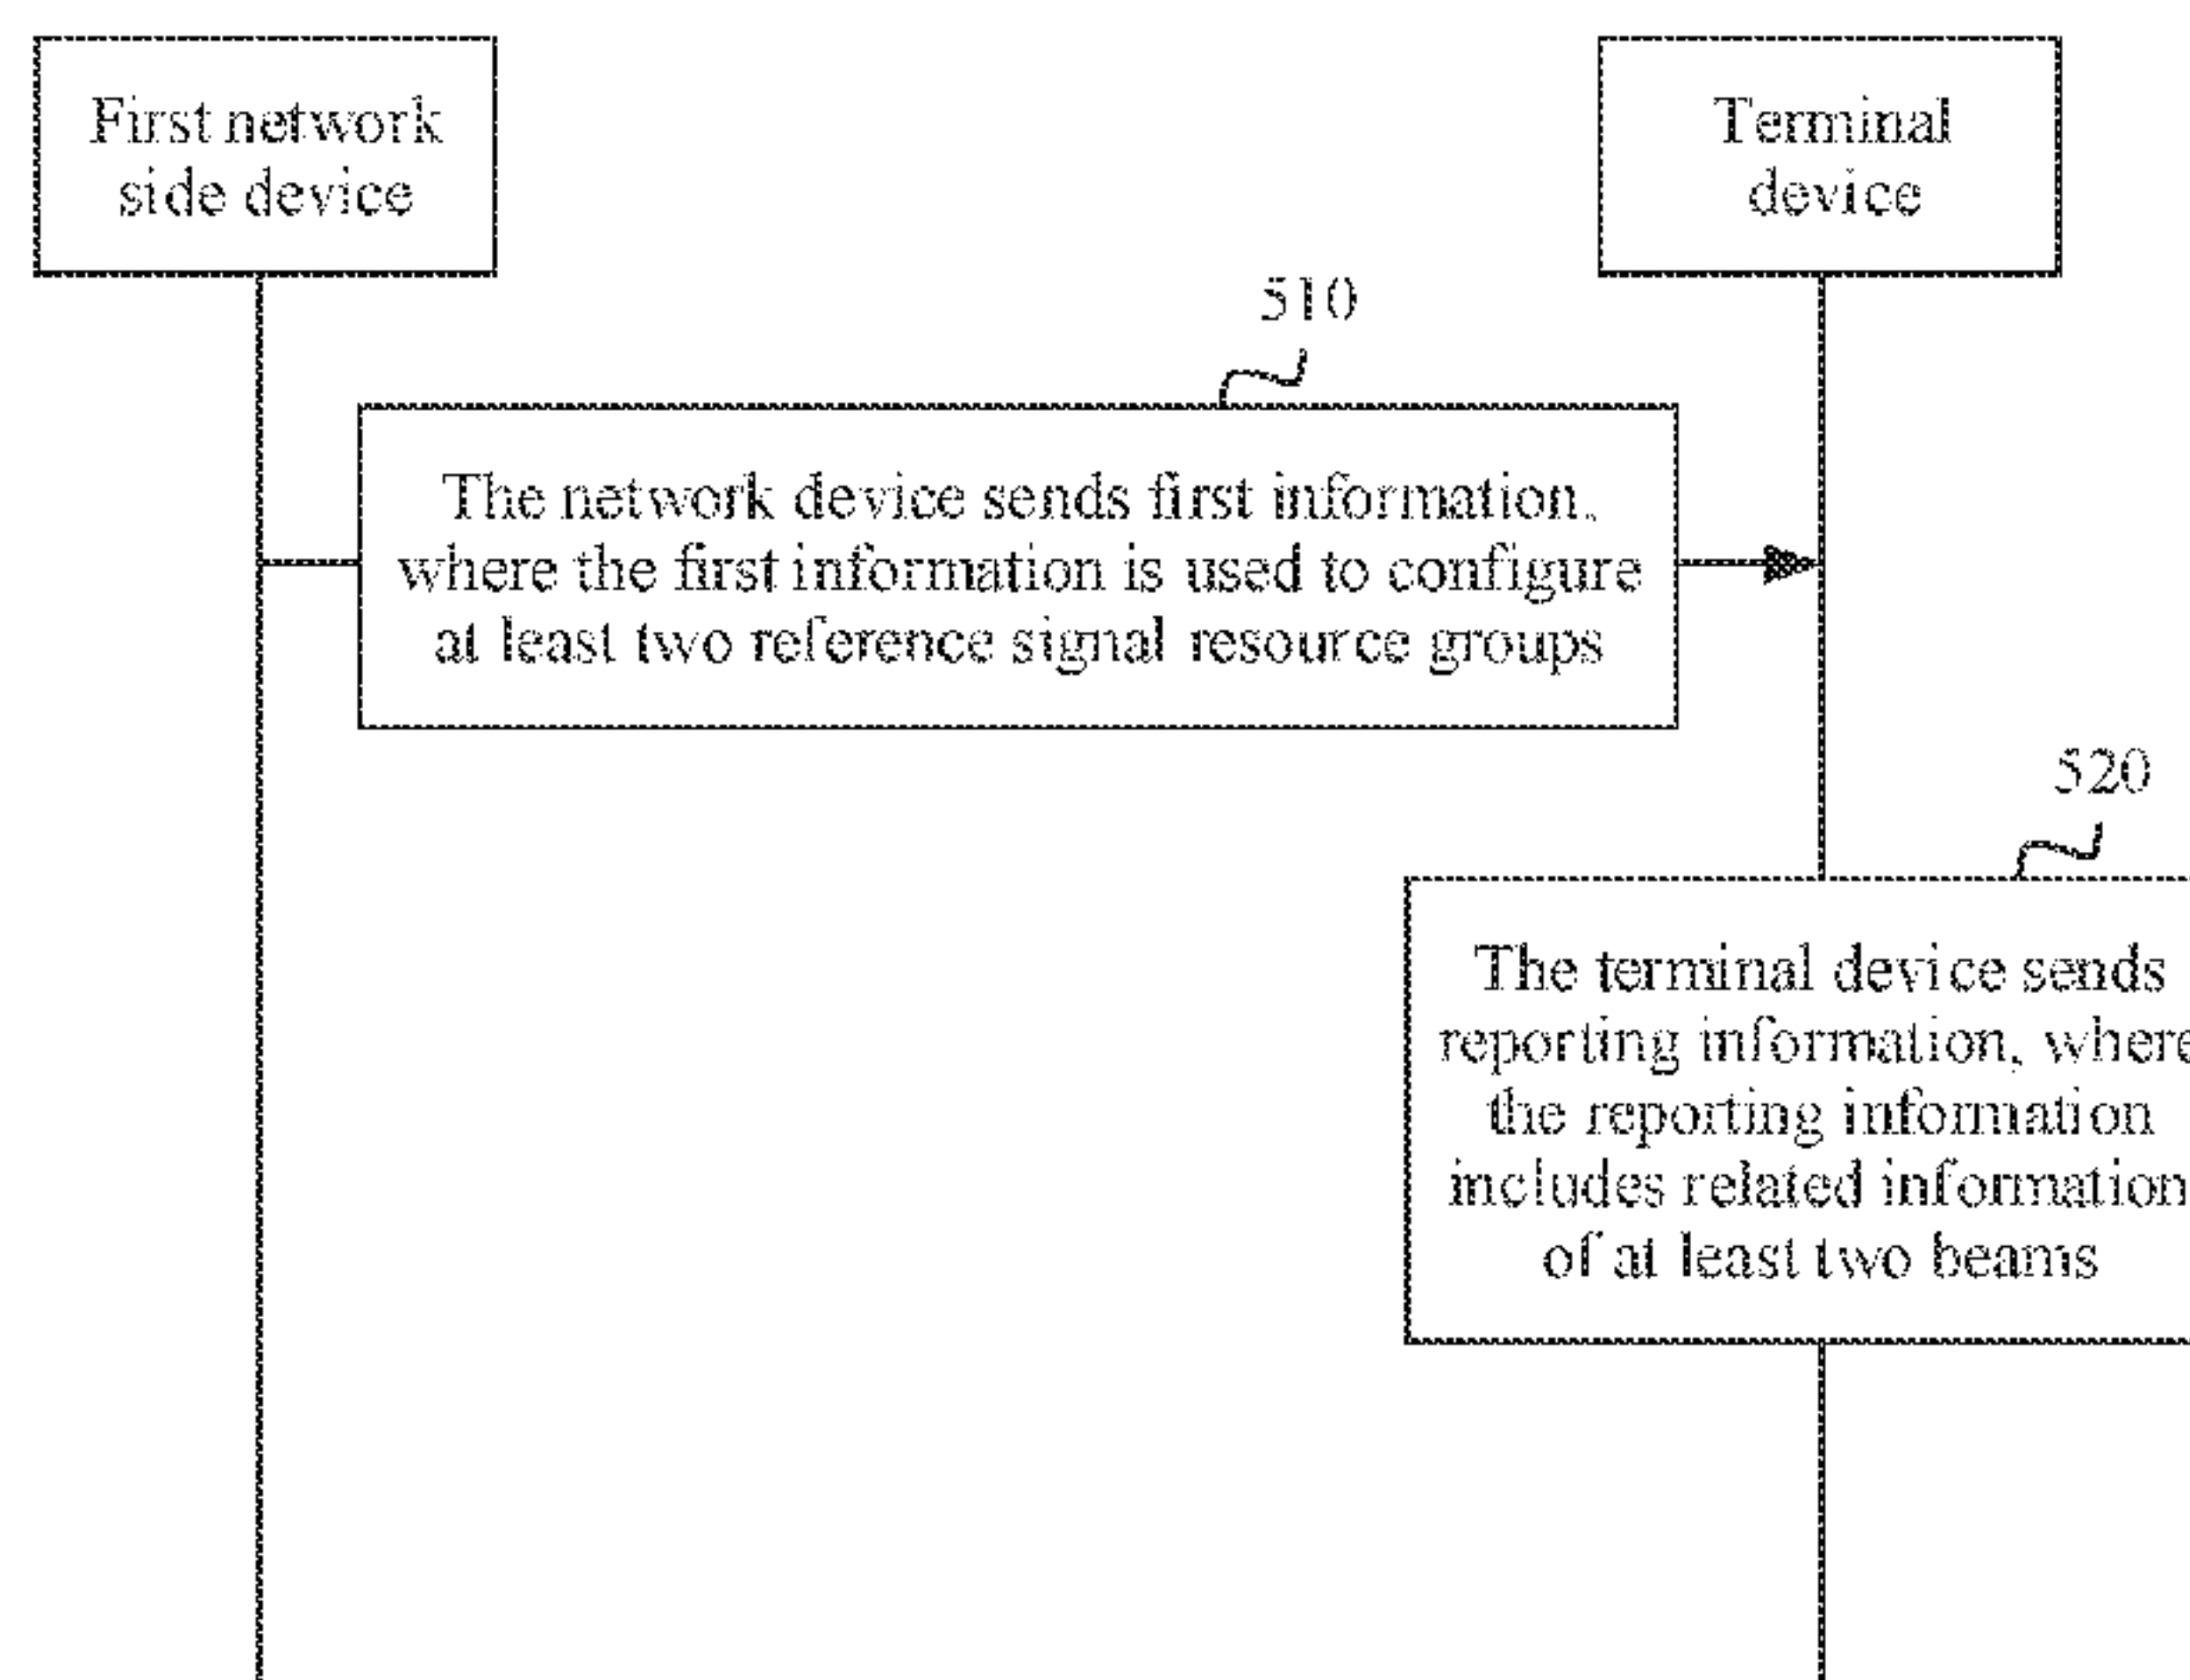 First network
side device
Terminal
device
510
The network device sends first information,
where the first information is used to configure
at least two reference signal resource groups
520
The terminal device sends
reporting information, where
the reporting information
includes related information
of at least two beams